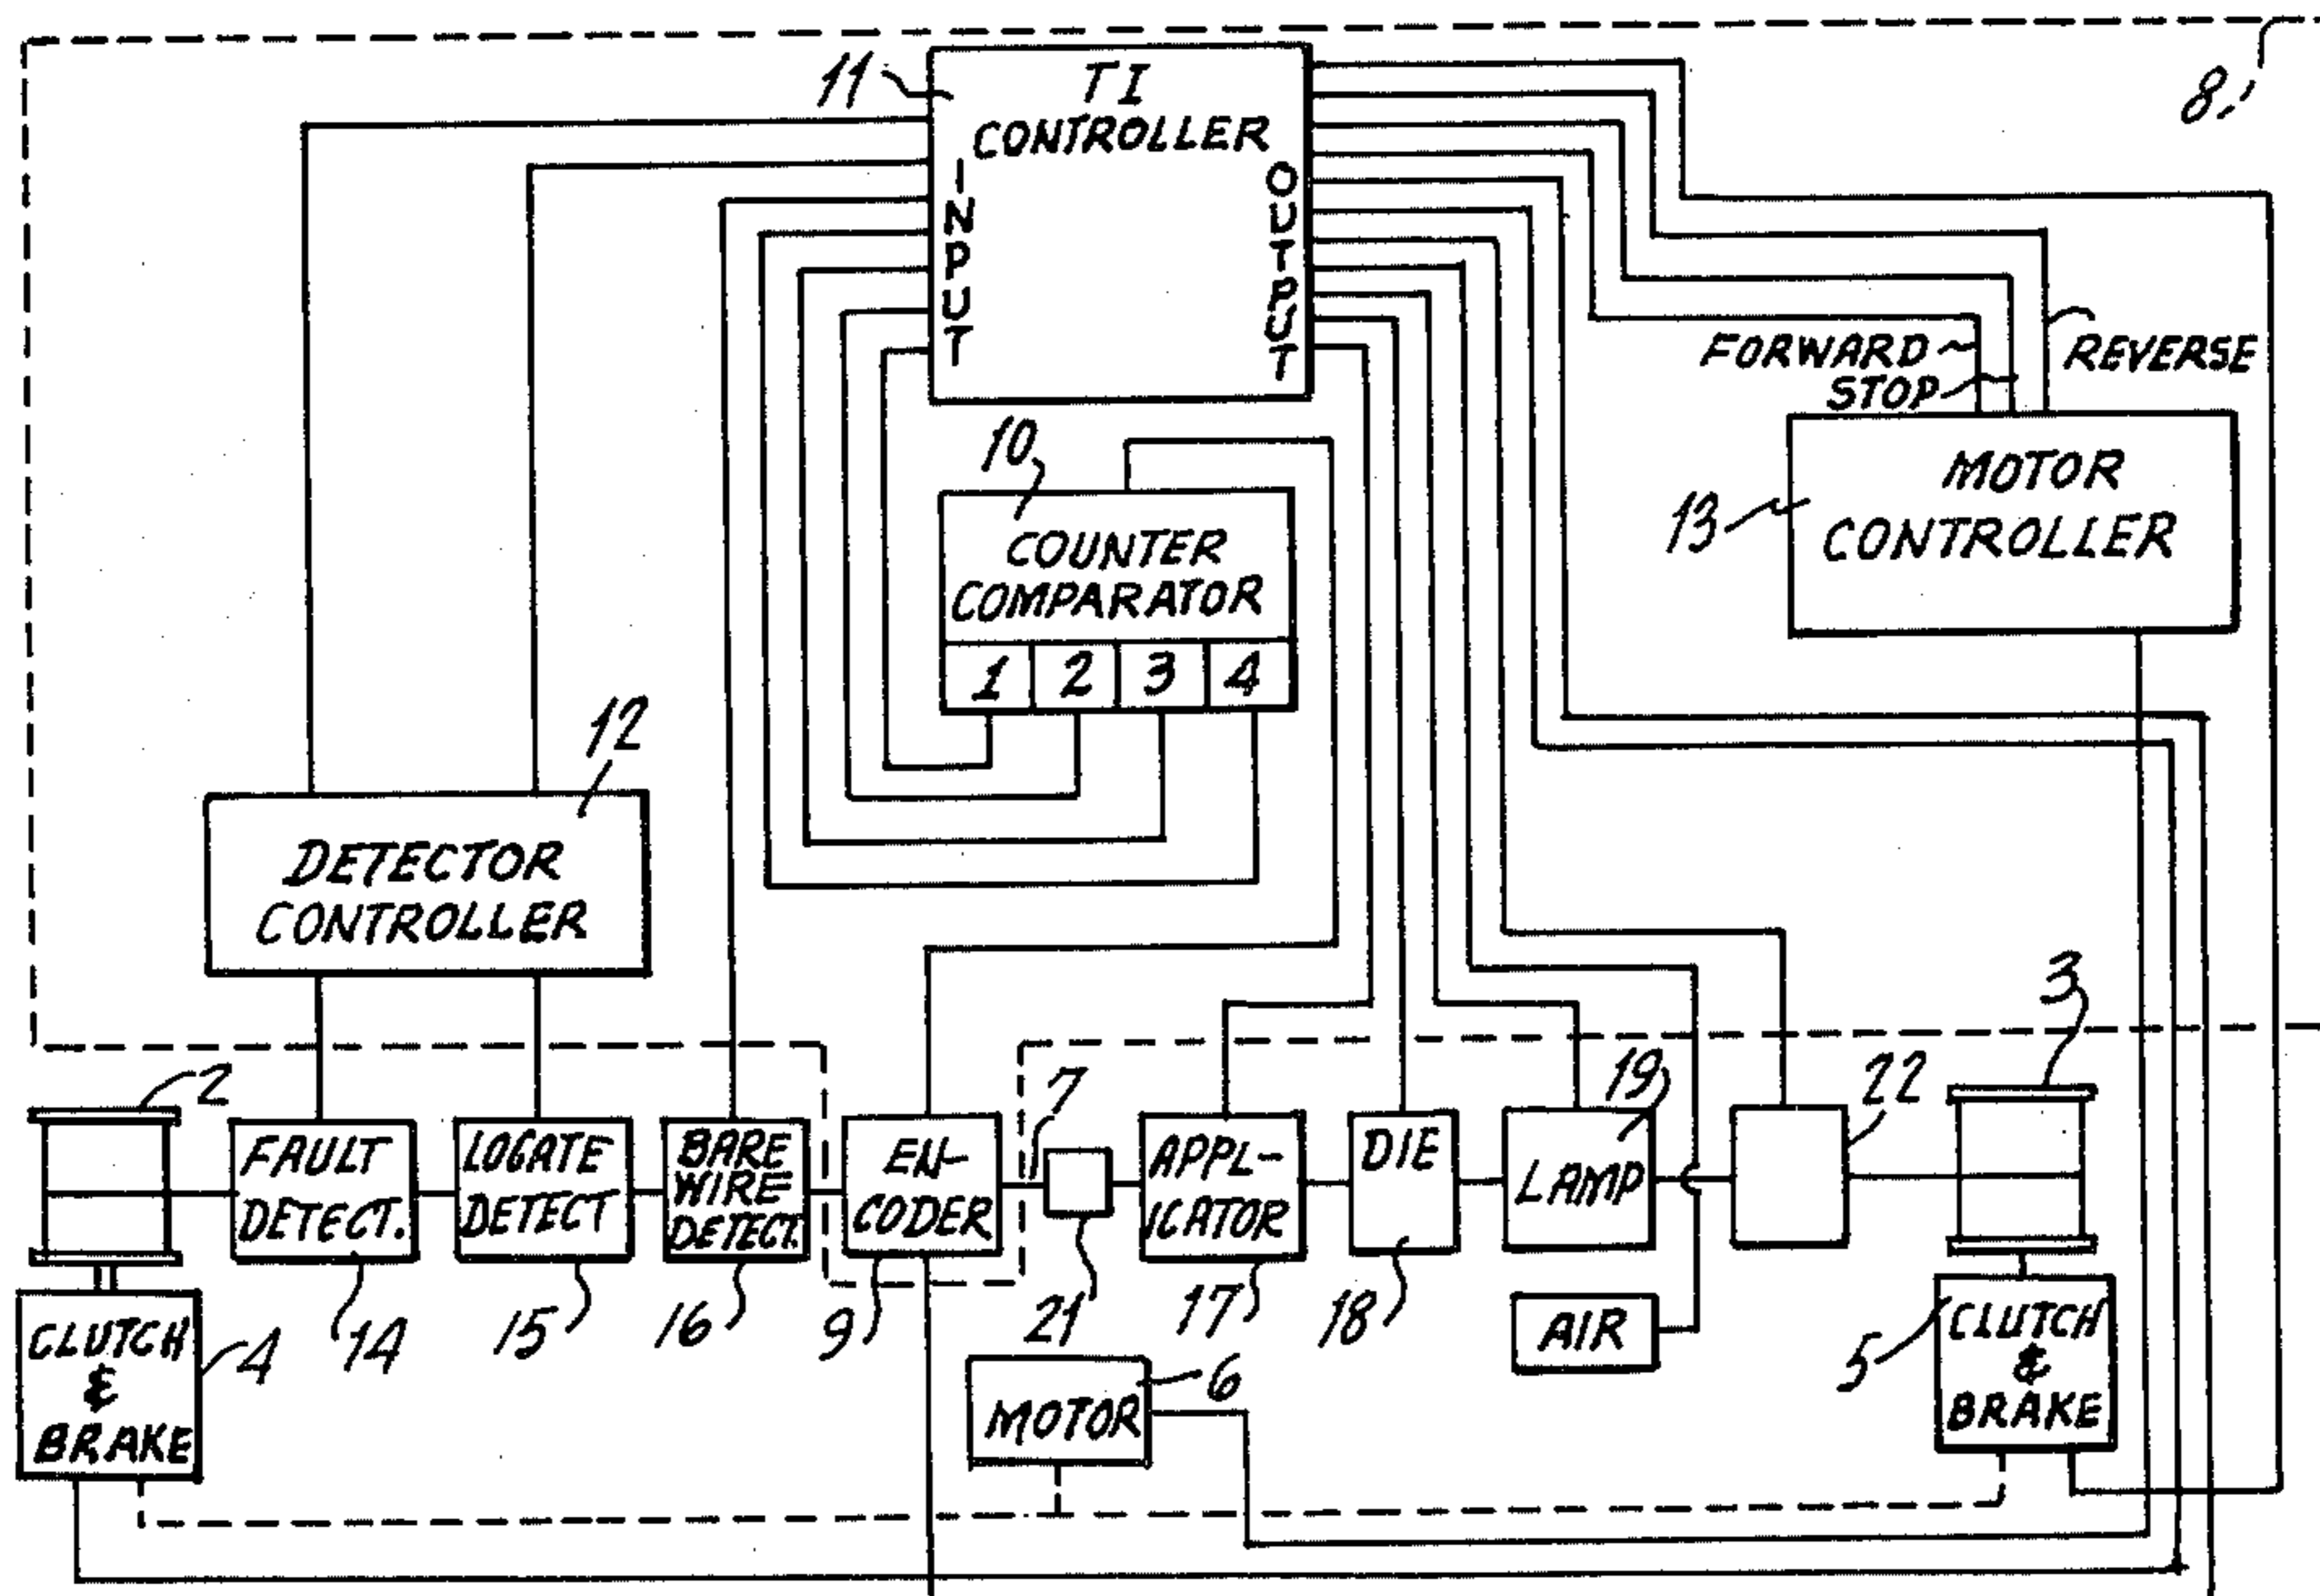 8
11
TI
CONTROLLER
INPUT
OUTPUT
FORWARD
STOP
REVERSE
10
COUNTER
COMPARATOR
1 2 3 4
13
MOTOR
CONTROLLER
12
DETECTOR
CONTROLLER
2
FAULT
DETECT.
14
LOCATE
DETECT
15
BARE
WIRE
DETECT.
16
EN-
CODER
9
7
21
APPL-
ICATOR
17
DIE
18
19
LAMP
22
3
AIR
CLUTCH
&
BRAKE
4
MOTOR
6
5
CLUTCH
&
BRAKE